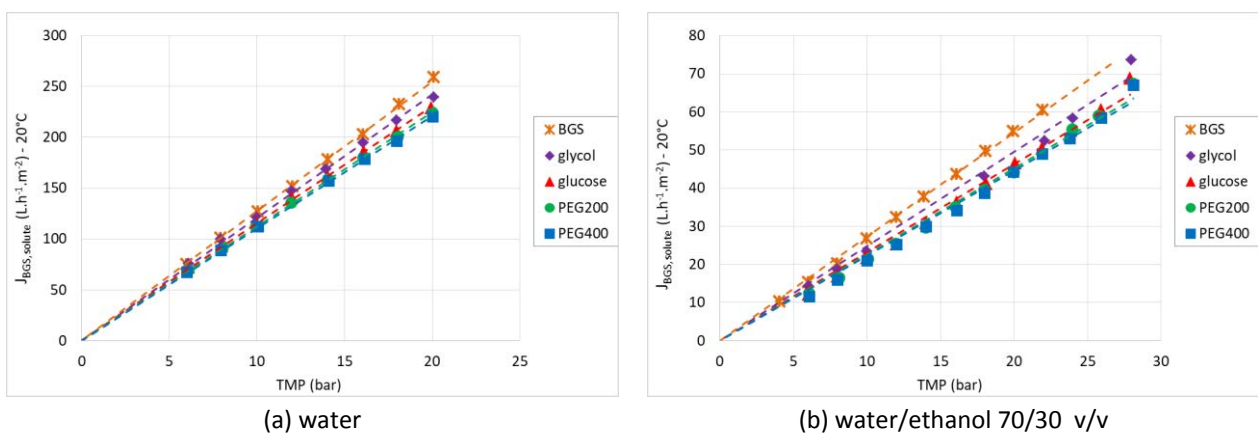 300
250
200
150
100
50
0
J_BGS,solute (L.h⁻¹.m⁻²) - 20°C
0 5 10 15 20 25
TMP (bar)
BGS
glycol
glucose
PEG200
PEG400
(a) water
80
70
60
50
40
30
20
10
0
J_BGS,solute (L.h⁻¹.m⁻²) - 20°C
0 5 10 15 20 25 30
TMP (bar)
BGS
glycol
glucose
PEG200
PEG400
(b) water/ethanol 70/30 v/v